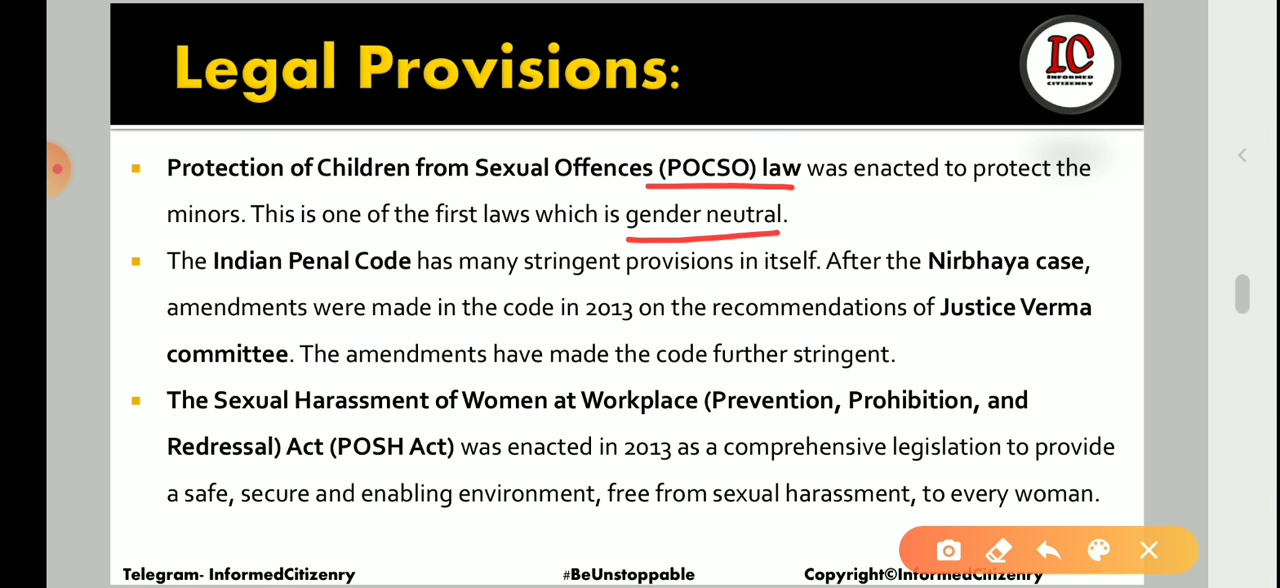 Legal Provisions:
IC
INFORMED
CITIZENRY
Protection of Children from Sexual Offences (POCSO) law was enacted to protect the
minors. This is one of the first laws which is gender neutral.
The Indian Penal Code has many stringent provisions in itself. After the Nirbhaya case,
amendments were made in the code in 2013 on the recommendations of Justice Verma
committee. The amendments have made the code further stringent.
The Sexual Harassment of Women at Workplace (Prevention, Prohibition, and
Redressal) Act (POSH Act) was enacted in 2013 as a comprehensive legislation to provide
a safe, secure and enabling environment, free from sexual harassment, to every woman.
Telegram- InformedCitizenry #BeUnstoppable Copyright©InformedCitizenry